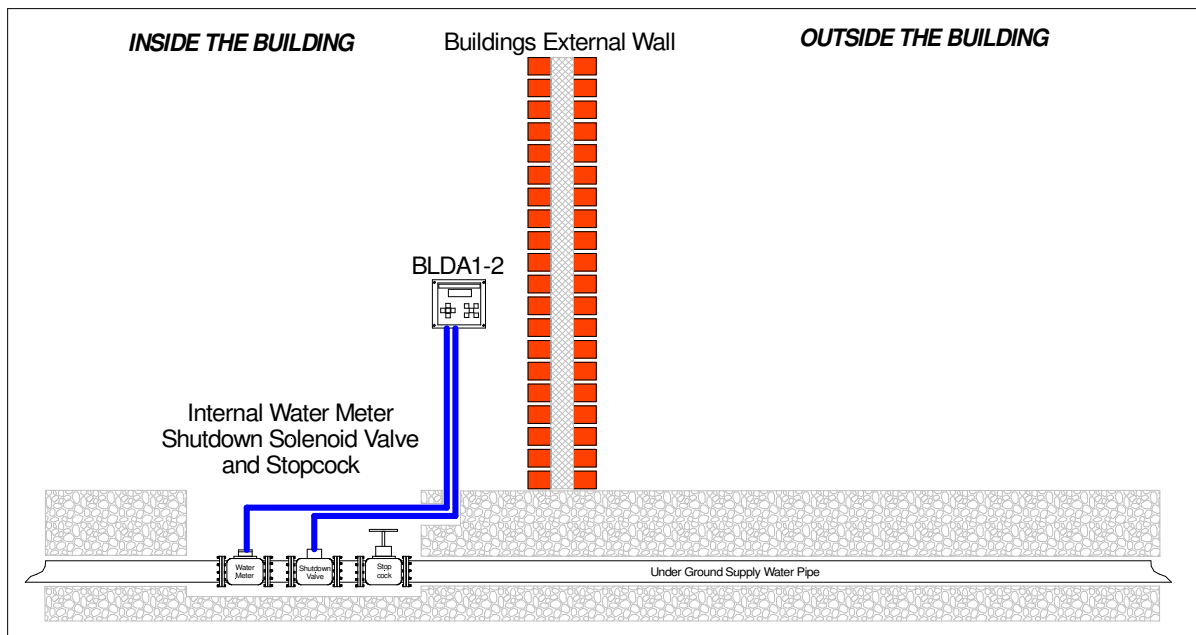 INSIDE THE BUILDING
Buildings External Wall
OUTSIDE THE BUILDING
BLDA1-2
Internal Water Meter
Shutdown Solenoid Valve
and Stopcock
Water
Meter
Shutdown
Valve
Stop
cock
Under Ground Supply Water Pipe